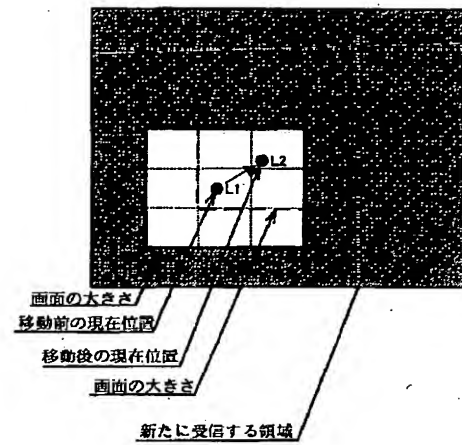 L2
L1
画面の大きさ
移動前の現在位置
移動後の現在位置
画面の大きさ
新たに受信する領域